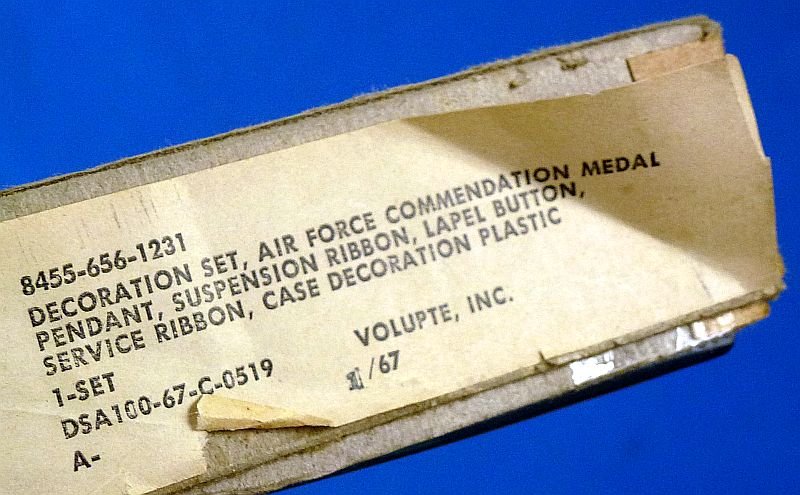 8455-656-1231
DECORATION SET, AIR FORCE COMMENDATION MEDAL
PENDANT, SUSPENSION RIBBON, LAPEL BUTTON,
SERVICE RIBBON, CASE DECORATION PLASTIC
1-SET
DSA100-67-C-0519
VOLUPTE, INC.
/67
A-